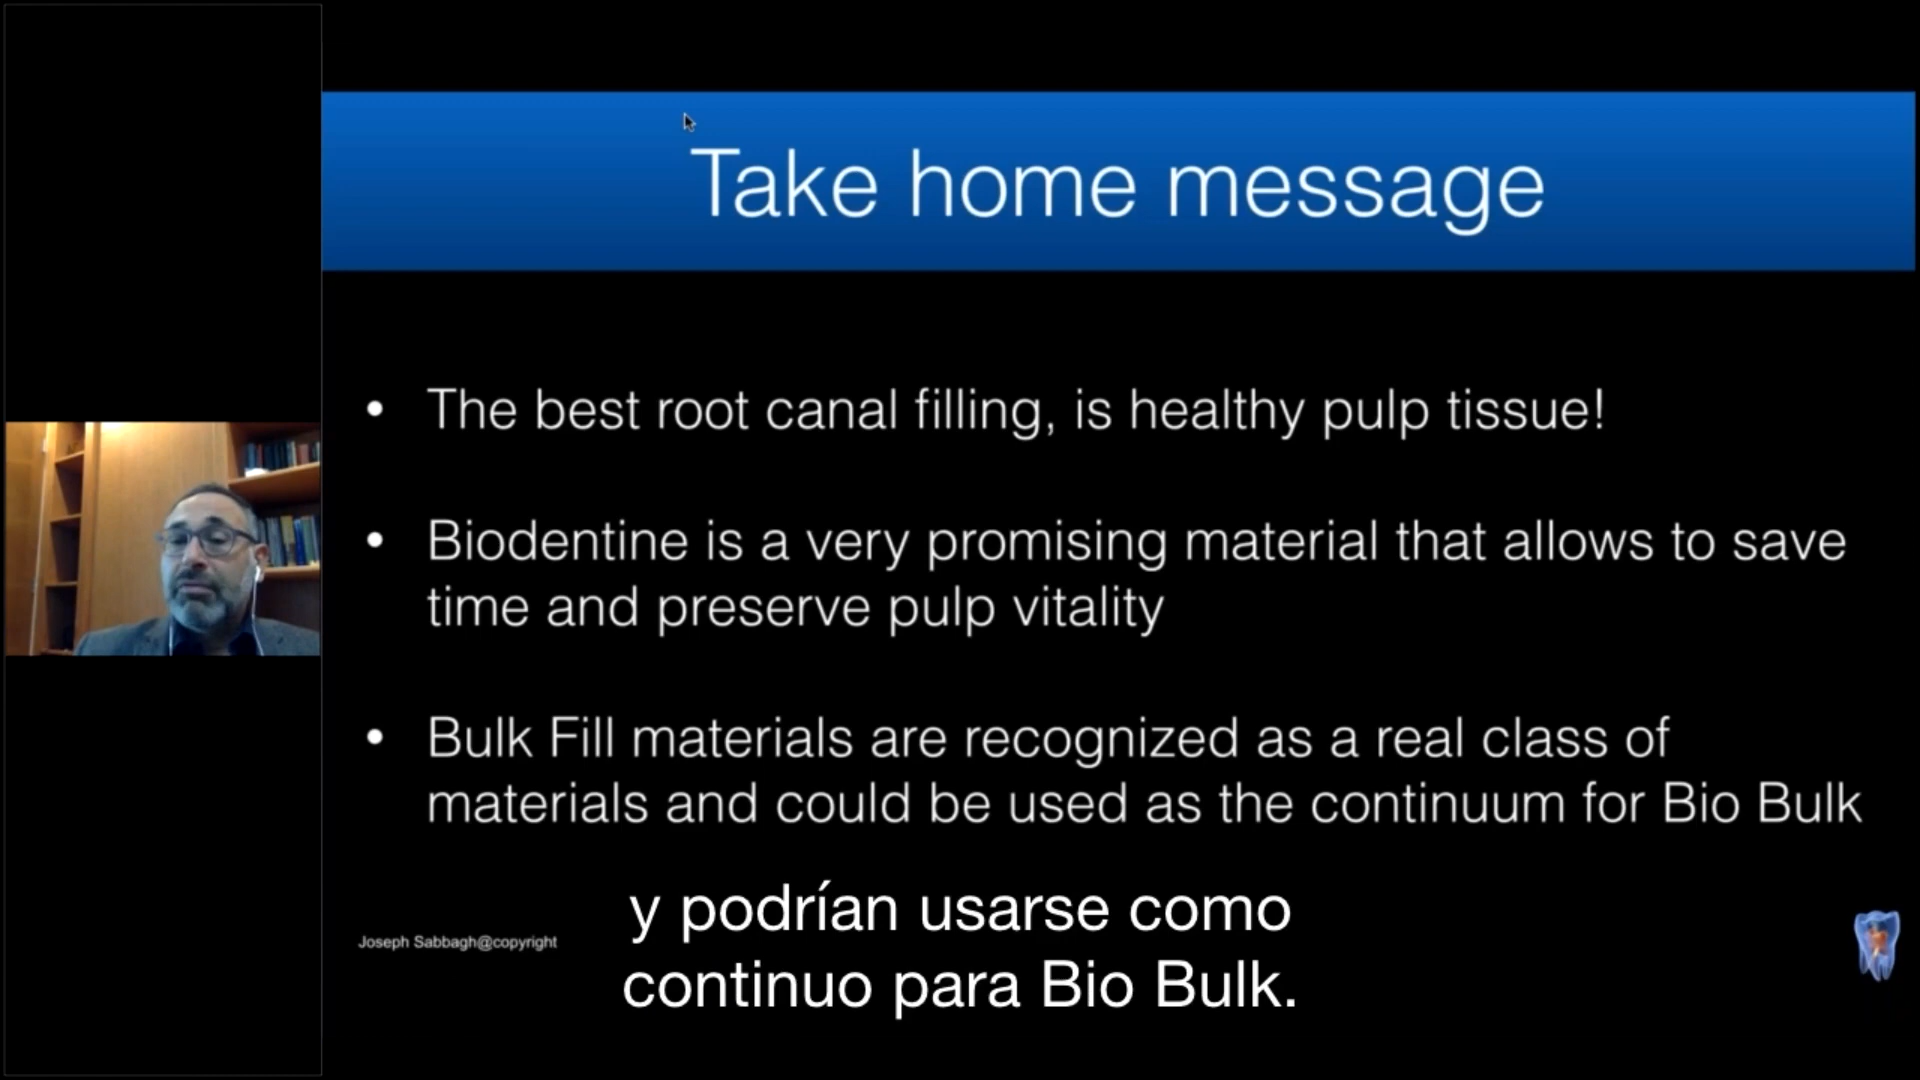 Take home message
• The best root canal filling, is healthy pulp tissue!
• Biodentine is a very promising material that allows to save
time and preserve pulp vitality
• Bulk Fill materials are recognized as a real class of
materials and could be used as the continuum for Bio Bulk
y podrían usarse como
continuo para Bio Bulk.
Joseph Sabbagh@copyright